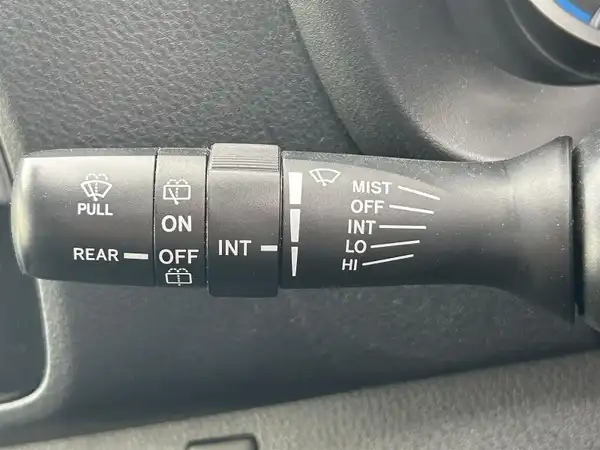 PULL
REAR
ON
OFF
INT
MIST
OFF
INT
LO
HI